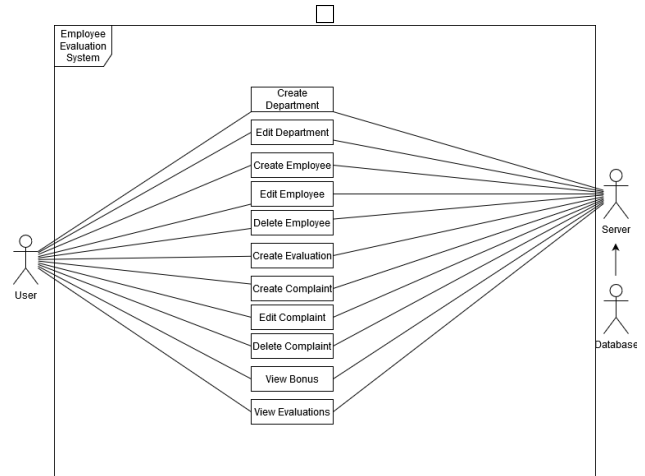 Employee
Evaluation
System
Create
Department
Edit Department
Create Employee
Edit Employee
Delete Employee
Create Evaluation
Create Complaint
Edit Complaint
Delete Complaint
View Bonus
View Evaluations
User
Server
Database